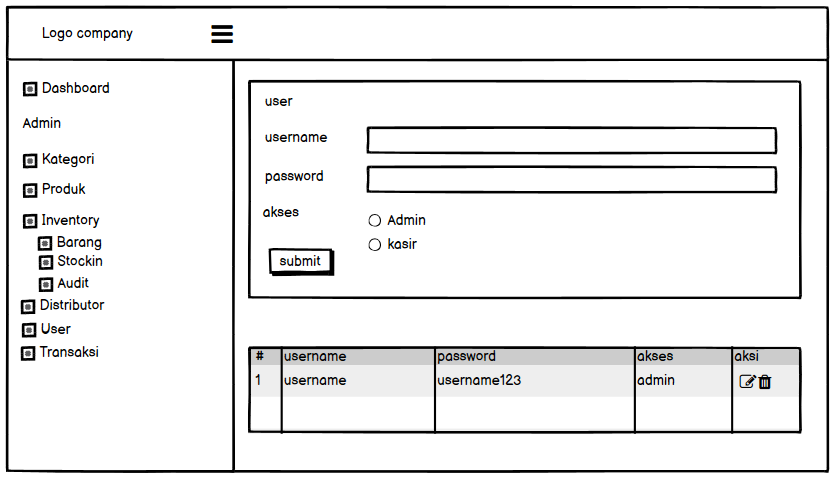 Logo company
Dashboard
Admin
Kategori
Produk
Inventory
Barang
Stockin
Audit
Distributor
User
Transaksi
user
username
password
akses
Admin
kasir
submit
# username password akses aksi
1 username username123 admin